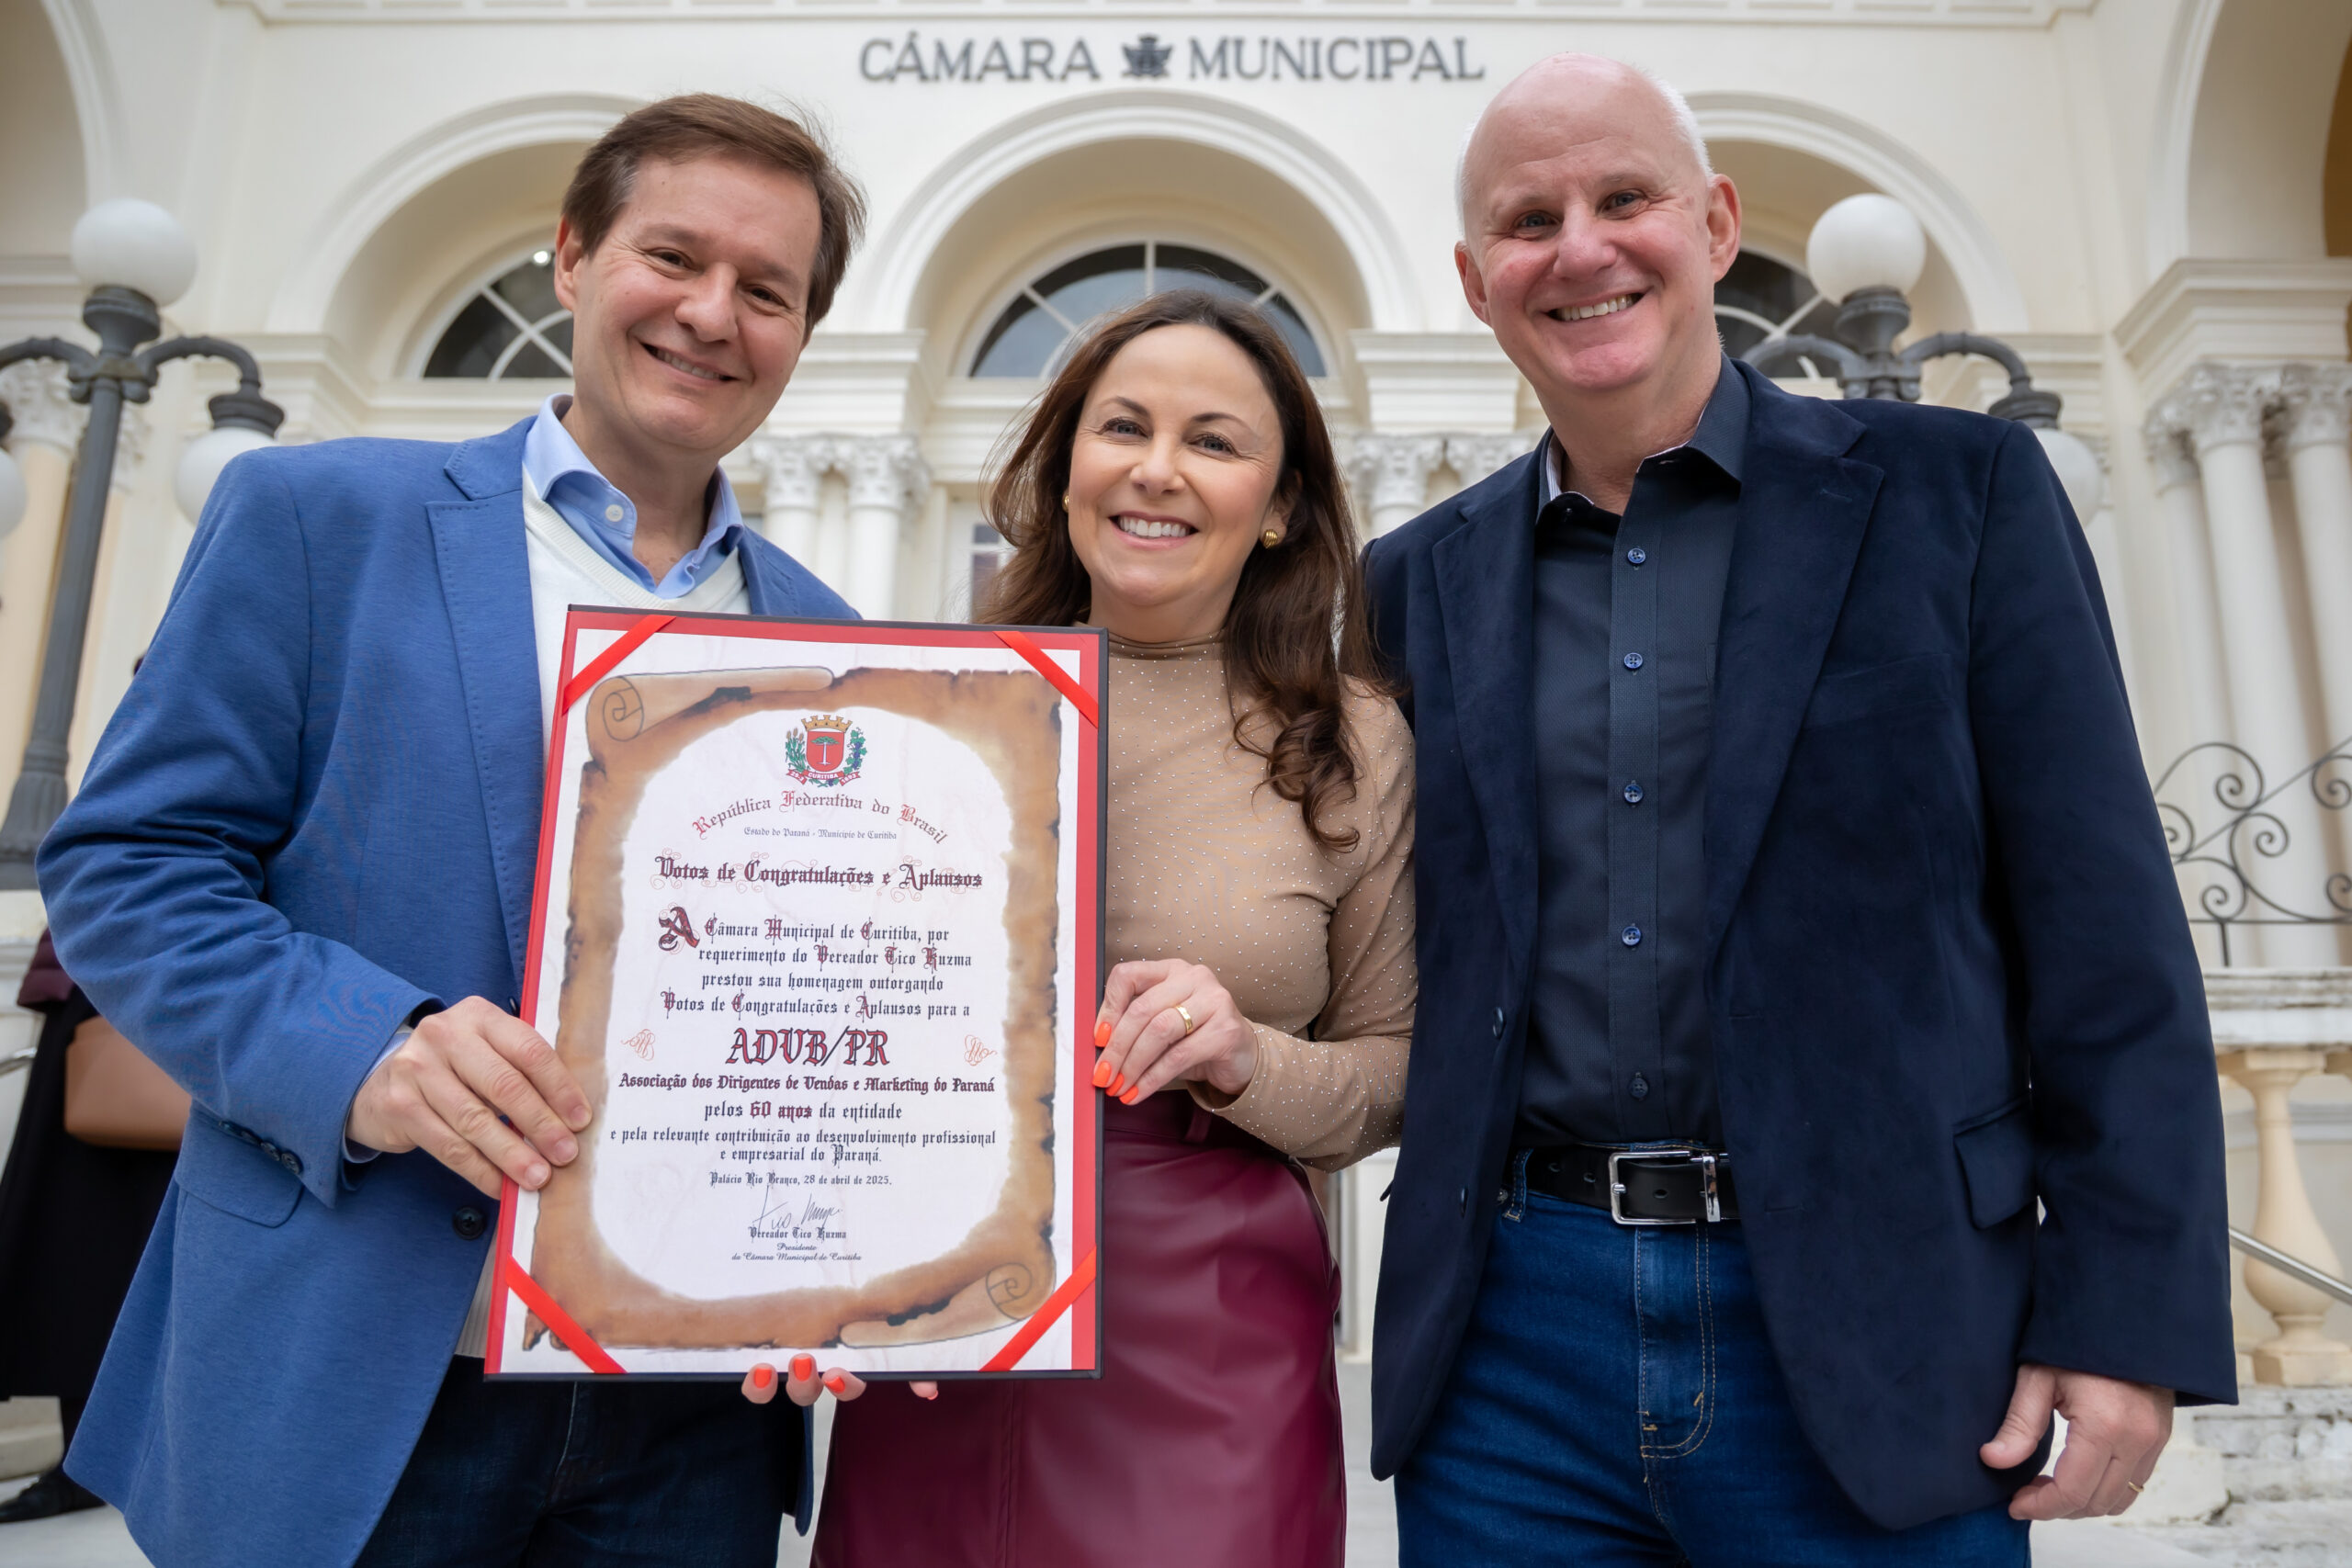 CÂMARA MUNICIPAL
CURITIBA
República Federativa do Brasil
Estado do Paraná - Município de Curitiba
Votos de Congratulações e Aplausos
A Câmara Municipal de Curitiba, por
requerimento do Vereador Tico Kuzma
prestou sua homenagem outorgando
Votos de Congratulações e Aplausos para a
ADVB/PR
Associação dos Dirigentes de Vendas e Marketing do Paraná
pelos 60 anos da entidade
e pela relevante contribuição ao desenvolvimento profissional
e empresarial do Paraná.
Palácio Rio Branco, 28 de abril de 2025.
Vereador Tico Kuzma
Presidente
da Câmara Municipal de Curitiba